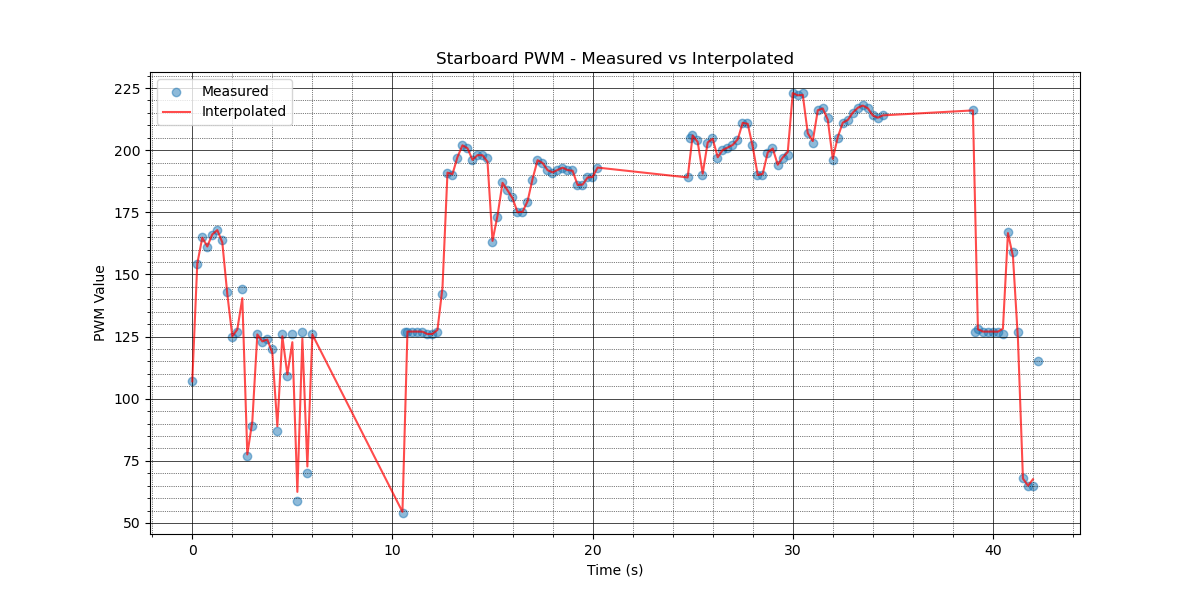 Starboard PWM - Measured vs Interpolated
Measured
Interpolated
225
200
175
150
125
100
75
50
PWM Value
0 10 20 30 40
Time (s)